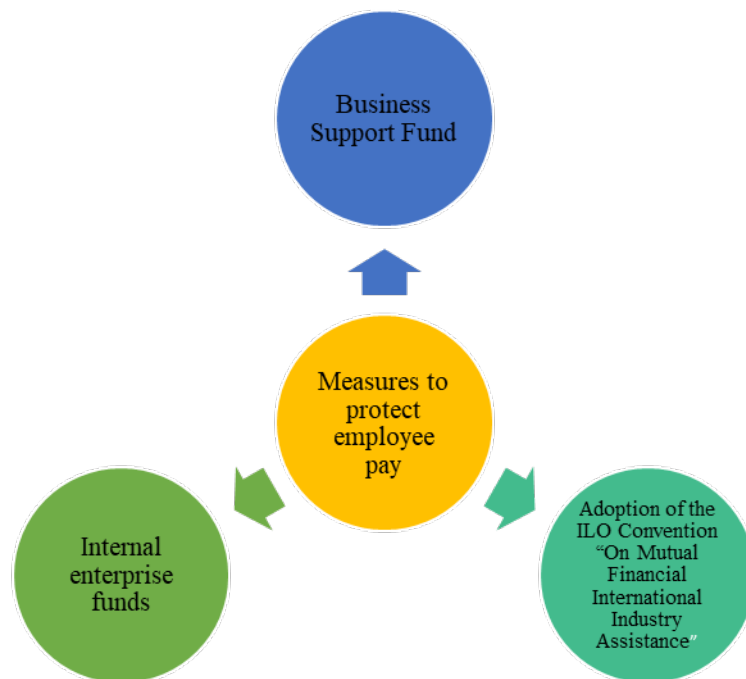 Business
Support Fund
Measures to
protect
employee
pay
Internal
enterprise
funds
Adoption of the
ILO Convention
“On Mutual
Financial
International
Industry
Assistance”